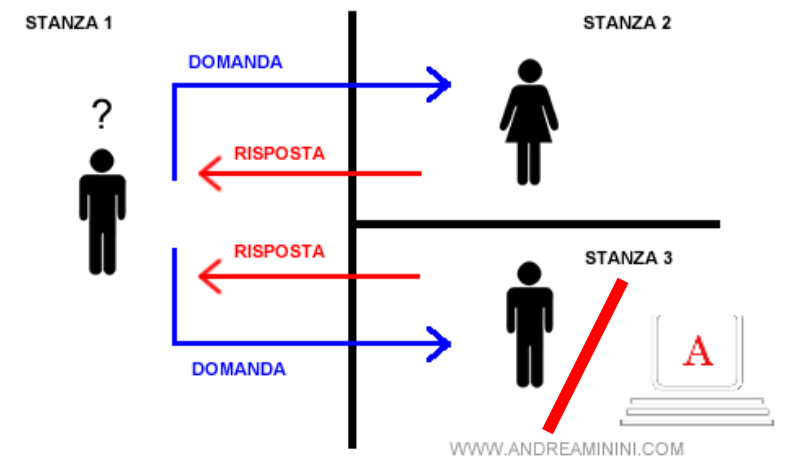 STANZA 1
STANZA 2
DOMANDA
?
RISPOSTA
RISPOSTA
STANZA 3
A
DOMANDA
WWW.ANDREAMININI.COM